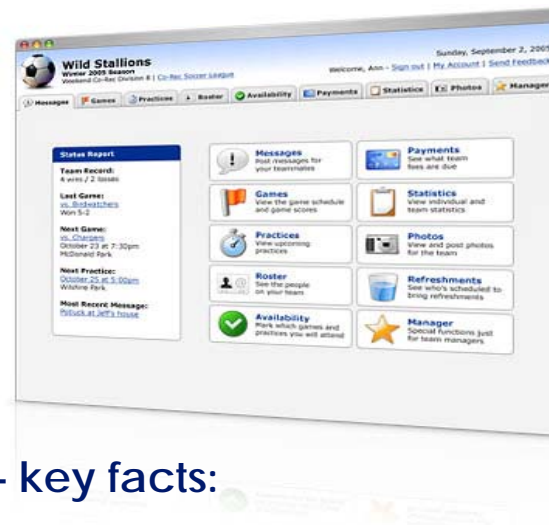 Sunday, September 2, 2005
Wild Stallions
Winter 2005 Season
Weekend Co-Rec Division B | Co-Rec Soccer League
Welcome, Ann - Sign out | My Account | Send Feedback
Messages Games Practices Roster Availability Payments Statistics Photos Manager
Status Report
Team Record:
4 wins / 2 losses
Last Game:
vs. Birdwatchers
Won 5-2
Next Game:
vs. Chargers
October 23 at 7:30pm
McDonald Park
Next Practice:
October 25 at 5:00pm
Wilshire Park
Most Recent Message:
Potluck at Jeff's house
Messages
Post messages for
your teammates
Payments
See what team
fees are due
Games
View the game schedule
and game scores
Statistics
View individual and
team statistics
Practices
View upcoming
practices
Photos
View and post photos
for the team
Roster
See the people
on your team
Refreshments
See who's scheduled to
bring refreshments
Availability
Mark which games and
practices you will attend
Manager
Special functions just
for team managers
- key facts: